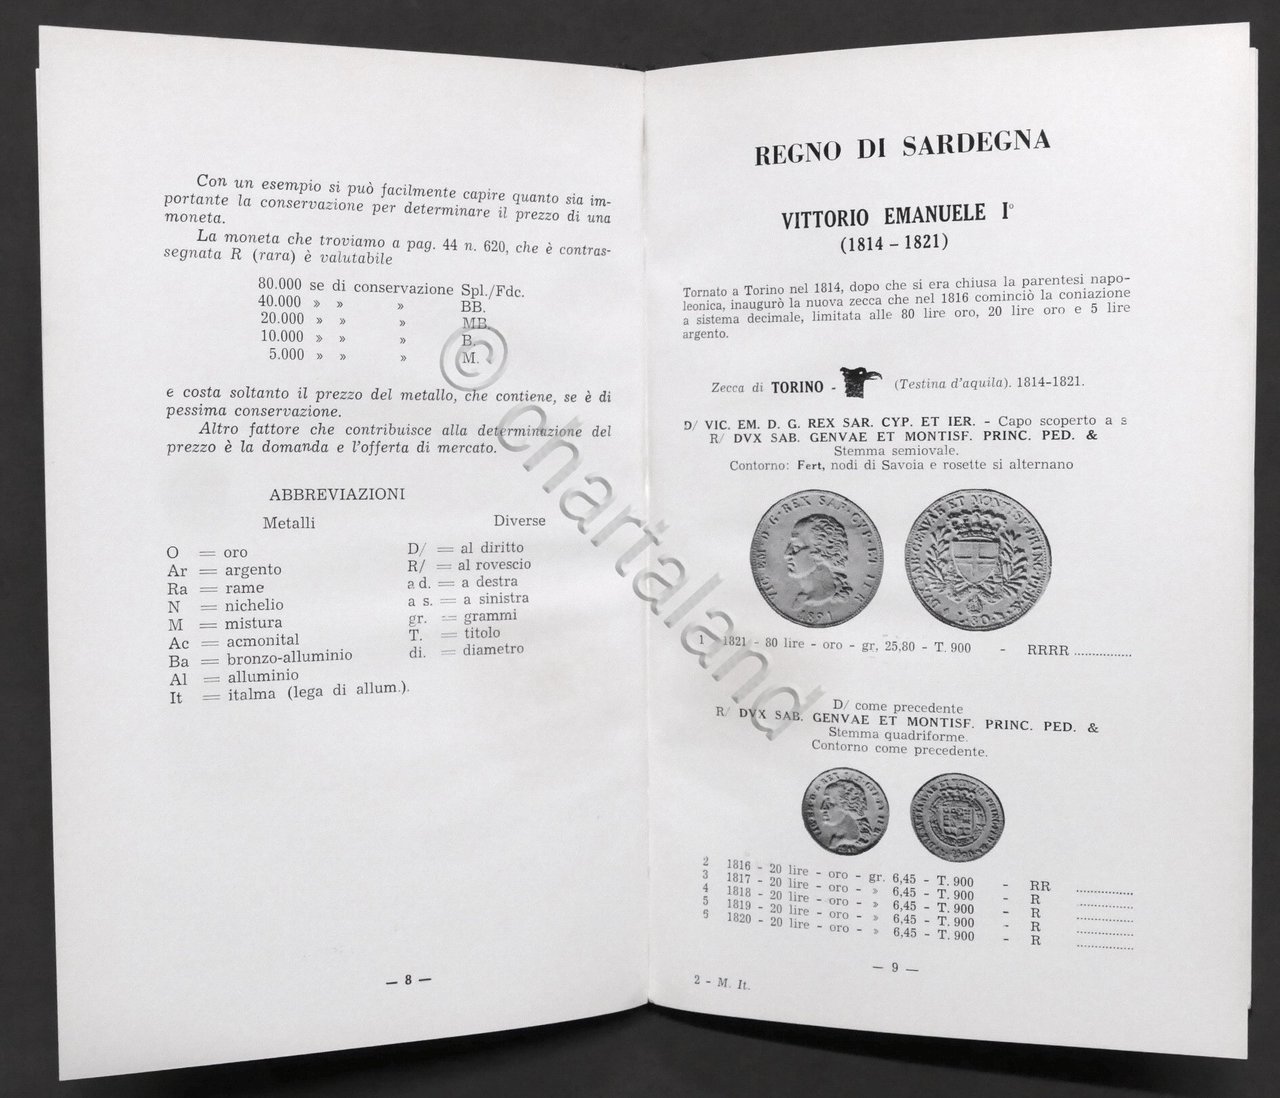 Con un esempio si può facilmente capire quanto sia im-
portante la conservazione per determinare il prezzo di una
moneta.
La moneta che troviamo a pag. 44 n. 620, che è contras-
segnata R (rara) è valutabile
80.000 se di conservazione Spl./Fdc.
40.000 » » » BB.
20.000 » » » MB
10.000 » » » B.
5.000 » » » M.
e costa soltanto il prezzo del metallo, che contiene, se è di
pessima conservazione.
Altro fattore che contribuisce alla determinazione del
prezzo è la domanda e l'offerta di mercato.
ABBREVIAZIONI
Metalli
O = oro
Ar = argento
Ra = rame
N = nichelio
M = mistura
Ac = acmonital
Ba = bronzo-alluminio
Al = alluminio
It = italma (lega di allum.).
Diverse
D/ = al diritto
R/ = al rovescio
a d. = a destra
a s. = a sinistra
gr. = grammi
T. = titolo
di. = diametro
— 8 —
REGNO DI SARDEGNA
VITTORIO EMANUELE I°
(1814 - 1821)
Tornato a Torino nel 1814, dopo che si era chiusa la parentesi napo-
leonica, inaugurò la nuova zecca che nel 1816 cominciò la coniazione
a sistema decimale, limitata alle 80 lire oro, 20 lire oro e 5 lire
argento.
Zecca di TORINO - (Testina d'aquila). 1814-1821.
D/ VIC. EM. D. G. REX SAR. CYP. ET IER. - Capo scoperto a s
R/ DVX SAB. GENVAE ET MONTISF. PRINC. PED. &
Stemma semiovale.
Contorno: Fert, nodi di Savoia e rosette si alternano
1 1821 - 80 lire - oro - gr. 25,80 - T. 900 - RRRR ................
D/ come precedente
R/ DVX SAB. GENVAE ET MONTISF. PRINC. PED. &
Stemma quadriforme.
Contorno come precedente.
2 1816 - 20 lire - oro - gr. 6,45 - T. 900 - RR ................
3 1817 - 20 lire - oro - » 6,45 - T. 900 - R ................
4 1818 - 20 lire - oro - » 6,45 - T. 900 - R ................
5 1819 - 20 lire - oro - » 6,45 - T. 900 - R ................
6 1820 - 20 lire - oro - » 6,45 - T. 900 - R ................
— 9 —
2 - M. It.
© chartaland